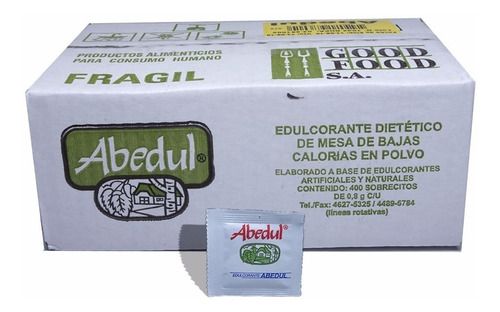 PRODUCTOS ALIMENTICIOS
PARA CONSUMO HUMANO
FRAGIL
GOOD
FOOD
S.A.
Abedul®
EDULCORANTE DIETÉTICO
DE MESA DE BAJAS
CALORIAS EN POLVO
ELABORADO A BASE DE EDULCORANTES
ARTIFICIALES Y NATURALES
CONTENIDO: 400 SOBRECITOS
DE 0,8 g C/U
Tel./Fax: 4627-5325 / 4489-5784
(líneas rotativas)
Abedul®
EDULCORANTE ABEDUL